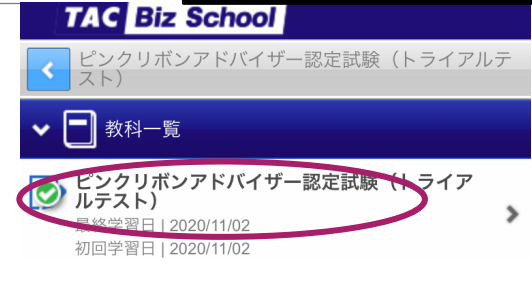 TAC Biz School
ピンクリボンアドバイザー認定試験（トライアルテ
スト）
教科一覧
ピンクリボンアドバイザー認定試験（トライア
ルテスト）
最終学習日 | 2020/11/02
初回学習日 | 2020/11/02